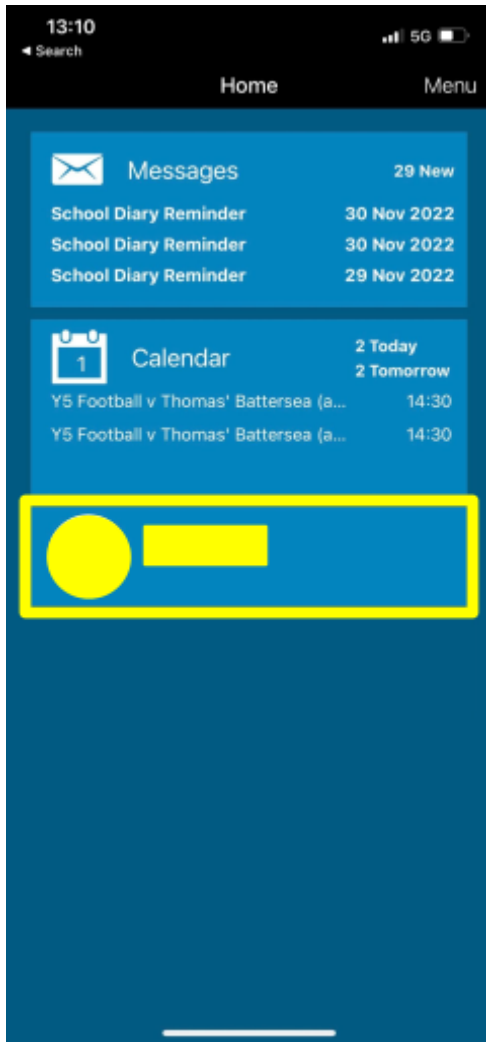 13:10
5G
◀ Search
Home Menu
Messages 29 New
School Diary Reminder 30 Nov 2022
School Diary Reminder 30 Nov 2022
School Diary Reminder 29 Nov 2022
1 Calendar 2 Today
2 Tomorrow
Y5 Football v Thomas' Battersea (a... 14:30
Y5 Football v Thomas' Battersea (a... 14:30